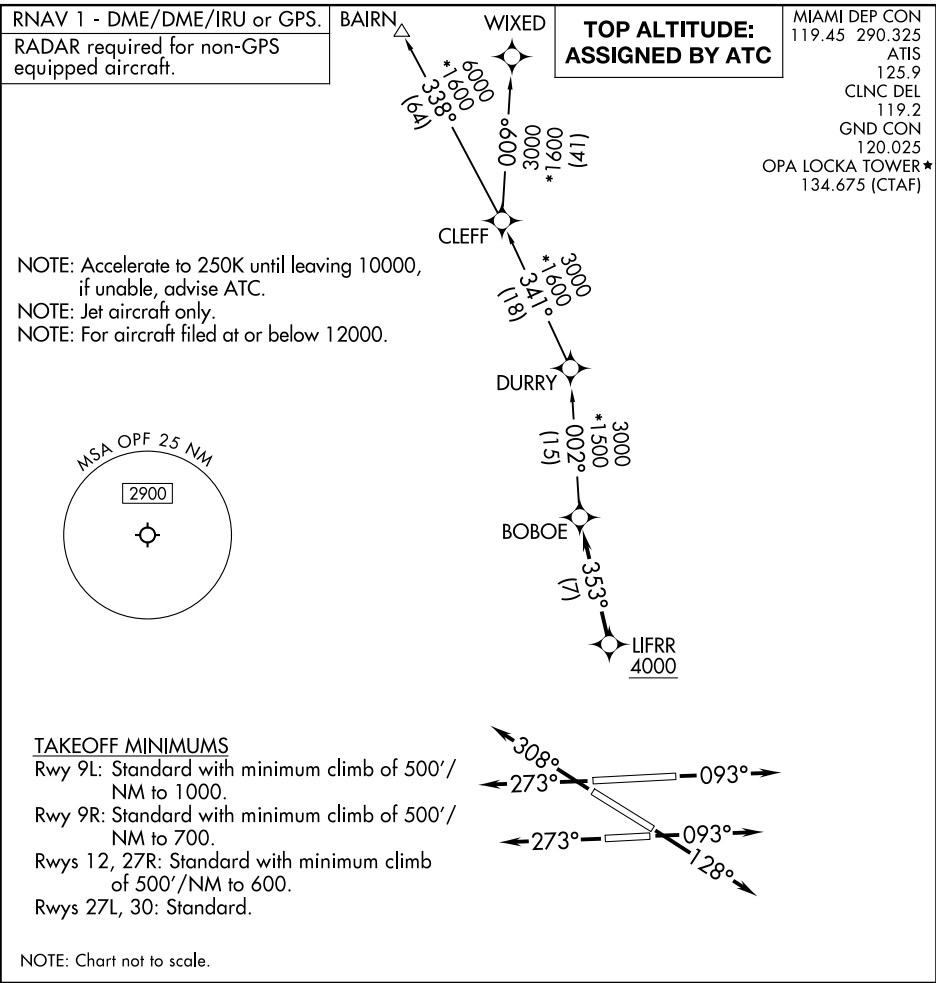 RNAV 1 - DME/DME/IRU or GPS.
RADAR required for non-GPS
equipped aircraft.
BAIRN
WIXED
TOP ALTITUDE:
ASSIGNED BY ATC
MIAMI DEP CON
119.45 290.325
ATIS
125.9
CLNC DEL
119.2
GND CON
120.025
OPA LOCKA TOWER★
134.675 (CTAF)
6000
*1600
338°
(64)
009°
3000
*1600
(41)
CLEFF
NOTE: Accelerate to 250K until leaving 10000,
if unable, advise ATC.
NOTE: Jet aircraft only.
NOTE: For aircraft filed at or below 12000.
3000
*1600
341°
(18)
DURRY
3000
*1500
002°
(15)
MSA OPF 25 NM
2900
BOBOE
353°
(7)
LIFRR
4000
TAKEOFF MINIMUMS
Rwy 9L: Standard with minimum climb of 500'/
NM to 1000.
Rwy 9R: Standard with minimum climb of 500'/
NM to 700.
Rwys 12, 27R: Standard with minimum climb
of 500'/NM to 600.
Rwys 27L, 30: Standard.
308°
273°
093°
273°
093°
128°
NOTE: Chart not to scale.